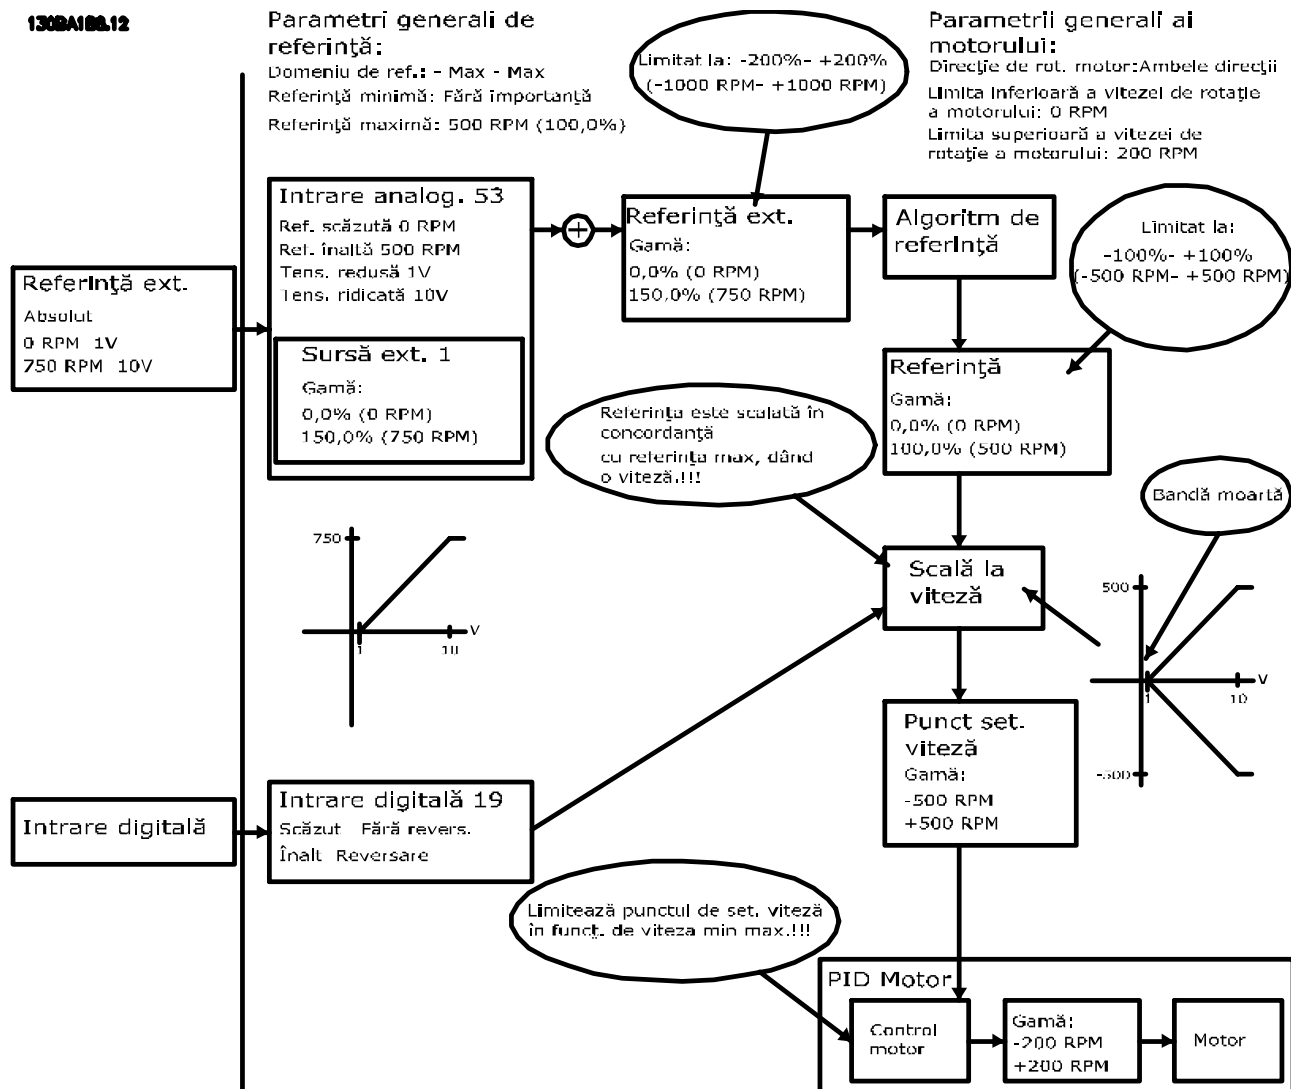 130BA188.12
Parametri generali de
referinţă:
Domeniu de ref.: - Max - Max
Referinţă minimă: Fără importanţă
Referinţă maximă: 500 RPM (100,0%)
Limitat la: -200%- +200%
(-1000 RPM- +1000 RPM)
Parametrii generali ai
motorului:
Direcţie de rot. motor:Ambele direcţii
Limita inferioară a vitezei de rotaţie
a motorului: 0 RPM
Limita superioară a vitezei de
rotaţie a motorului: 200 RPM
Referinţă ext.
Absolut
0 RPM 1V
750 RPM 10V
Intrare analog. 53
Ref. scăzută 0 RPM
Ref. înaltă 500 RPM
Tens. redusă 1V
Tens. ridicată 10V
Sursă ext. 1
Gamă:
0,0% (0 RPM)
150,0% (750 RPM)
Referinţă ext.
Gamă:
0,0% (0 RPM)
150,0% (750 RPM)
Algoritm de
referinţă
Limitat la:
-100%- +100%
(-500 RPM- +500 RPM)
Referinţă
Gamă:
0,0% (0 RPM)
100,0% (500 RPM)
Referinţa este scalată în
concordanţă
cu referinţa max, dând
o viteză.!!!
Bandă moartă
750
V
1
10
Scală la
viteză
500
V
1
10
-500
Punct set.
viteză
Gamă:
-500 RPM
+500 RPM
Intrare digitală
Intrare digitală 19
Scăzut Fără revers.
Înalt Reversare
Limitează punctul de set. viteză
în funcţ. de viteza min max.!!!
PID Motor
Control
motor
Gamă:
-200 RPM
+200 RPM
Motor